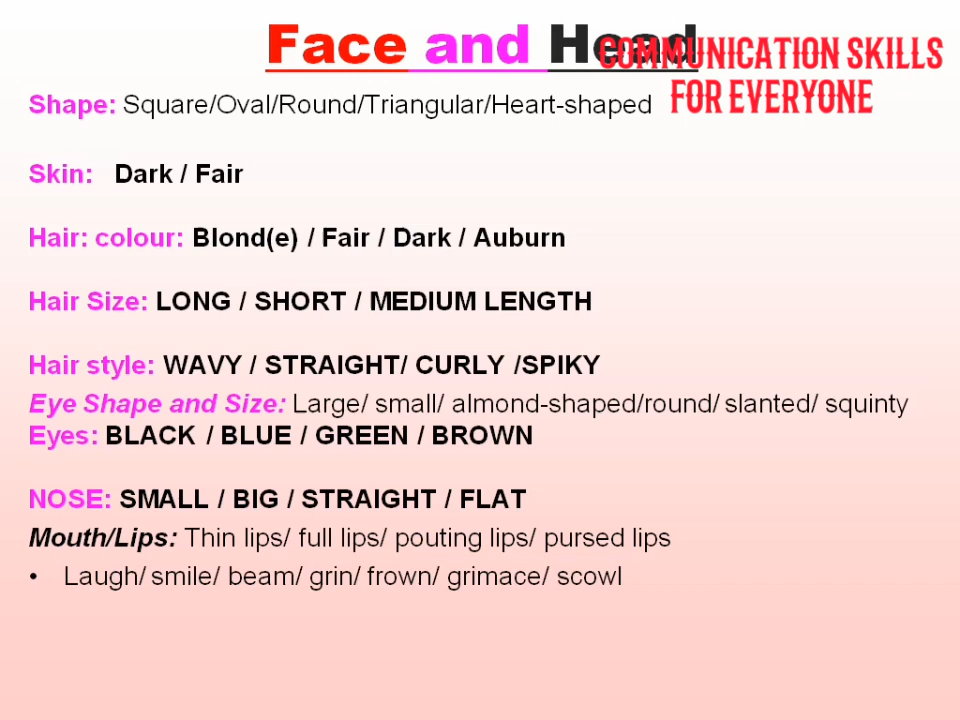 Face and Head
COMMUNICATION SKILLS
FOR EVERYONE
Shape: Square/Oval/Round/Triangular/Heart-shaped
Skin: Dark / Fair
Hair: colour: Blond(e) / Fair / Dark / Auburn
Hair Size: LONG / SHORT / MEDIUM LENGTH
Hair style: WAVY / STRAIGHT/ CURLY /SPIKY
Eye Shape and Size: Large/ small/ almond-shaped/round/ slanted/ squinty
Eyes: BLACK / BLUE / GREEN / BROWN
NOSE: SMALL / BIG / STRAIGHT / FLAT
Mouth/Lips: Thin lips/ full lips/ pouting lips/ pursed lips
• Laugh/ smile/ beam/ grin/ frown/ grimace/ scowl